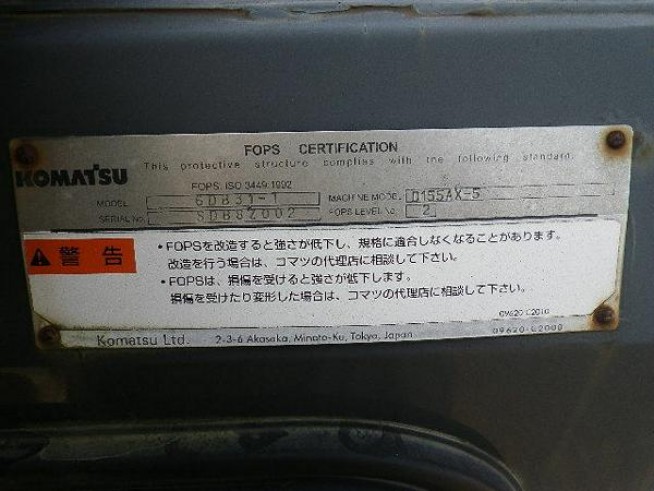 FOPS CERTIFICATION
This protective structure complies with the following standard.
KOMATSU
FOPS: ISO 3449:1992
MODEL 6DB31-1 MACHINE MODEL D155AX-5
SERIAL NO. SDB8Z002 FOPS LEVEL NO. 2
警告
・FOPSを改造すると強さが低下し、規格に適合しなくなることがあります。
改造を行う場合は、コマツの代理店に相談して下さい。
・FOPSは、損傷を受けると強さが低下します。
損傷を受けたり変形した場合は、コマツの代理店に相談して下さい。
09620-C2010
Komatsu Ltd. 2-3-6 Akasaka, Minato-Ku, Tokyo, Japan 09620-C2000